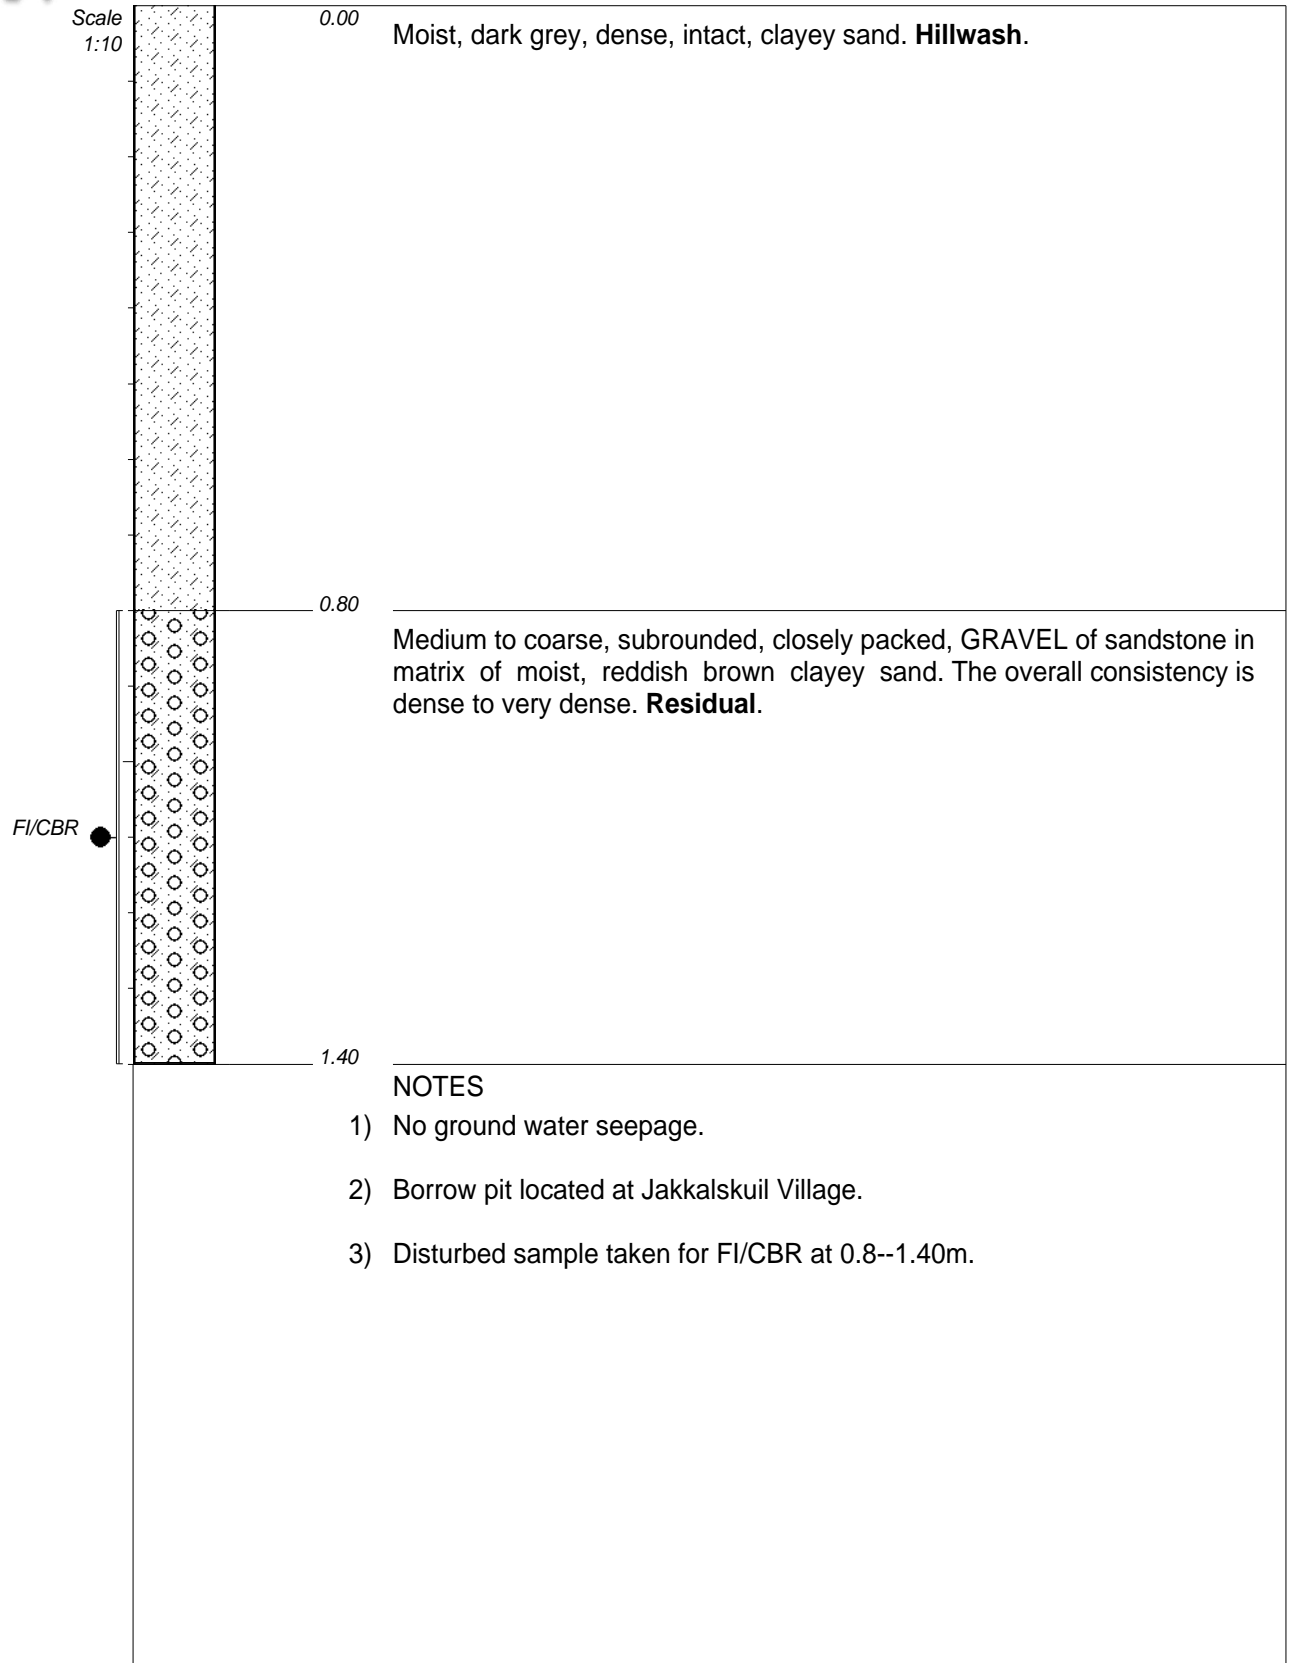 Scale
1:10
0.00
Moist, dark grey, dense, intact, clayey sand. Hillwash.
0.80
Medium to coarse, subrounded, closely packed, GRAVEL of sandstone in
matrix of moist, reddish brown clayey sand. The overall consistency is
dense to very dense. Residual.
FI/CBR
1.40
NOTES
1) No ground water seepage.
2) Borrow pit located at Jakkalskuil Village.
3) Disturbed sample taken for FI/CBR at 0.8--1.40m.